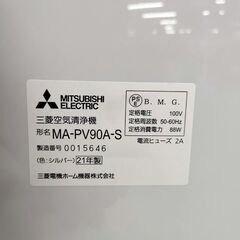 MITSUBISHI
ELECTRIC
三菱空気清浄機
形名 MA-PV90A-S
製造番号 0015646
(色:シルバー) 21年製
三菱電機ホーム機器株式会社
B. M. G.
定格電圧 100V
定格周波数 50-60Hz
定格消費電力 88W
電流ヒューズ 2A